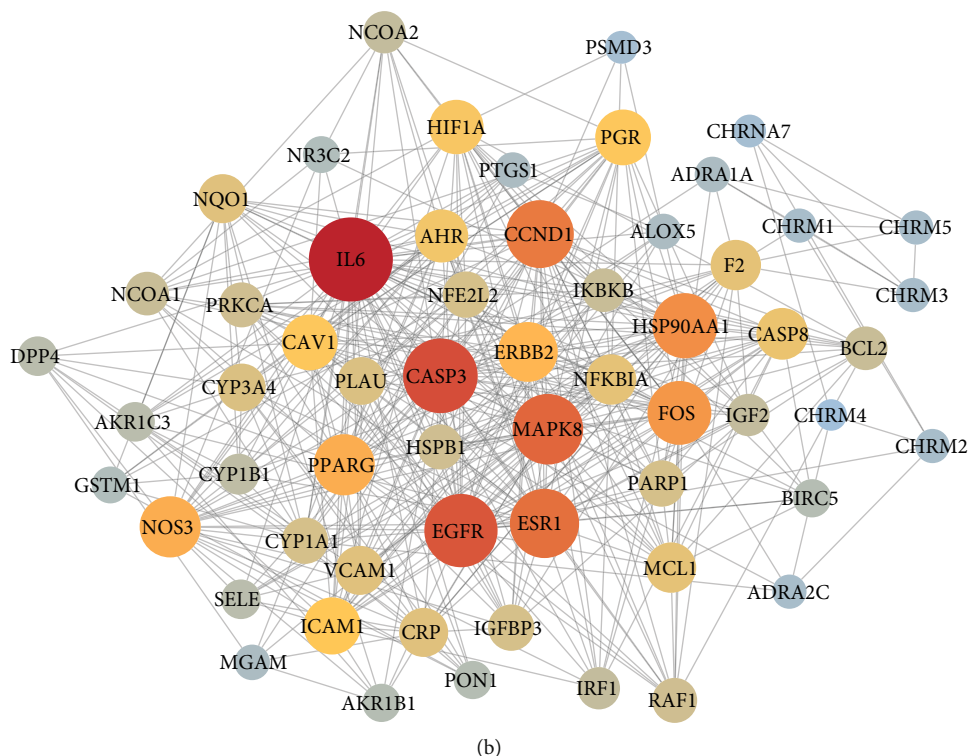 NCOA2
PSMD3
HIF1A
PGR
CHRNA7
NR3C2
PTGS1
ADRA1A
NQO1
AHR
CCND1
ALOX5
CHRM1
CHRM5
IL6
F2
NCOA1
PRKCA
NFE2L2
IKBKB
CHRM3
HSP90AA1
CAV1
ERBB2
CASP8
BCL2
DPP4
CYP3A4
PLAU
CASP3
NFKBIA
AKR1C3
MAPK8
FOS
IGF2
CHRM4
HSPB1
CHRM2
GSTM1
CYP1B1
PPARG
PARP1
BIRC5
NOS3
EGFR
ESR1
CYP1A1
VCAM1
MCL1
SELE
ADRA2C
ICAM1
CRP
IGFBP3
MGAM
PON1
AKR1B1
IRF1
RAF1
(b)